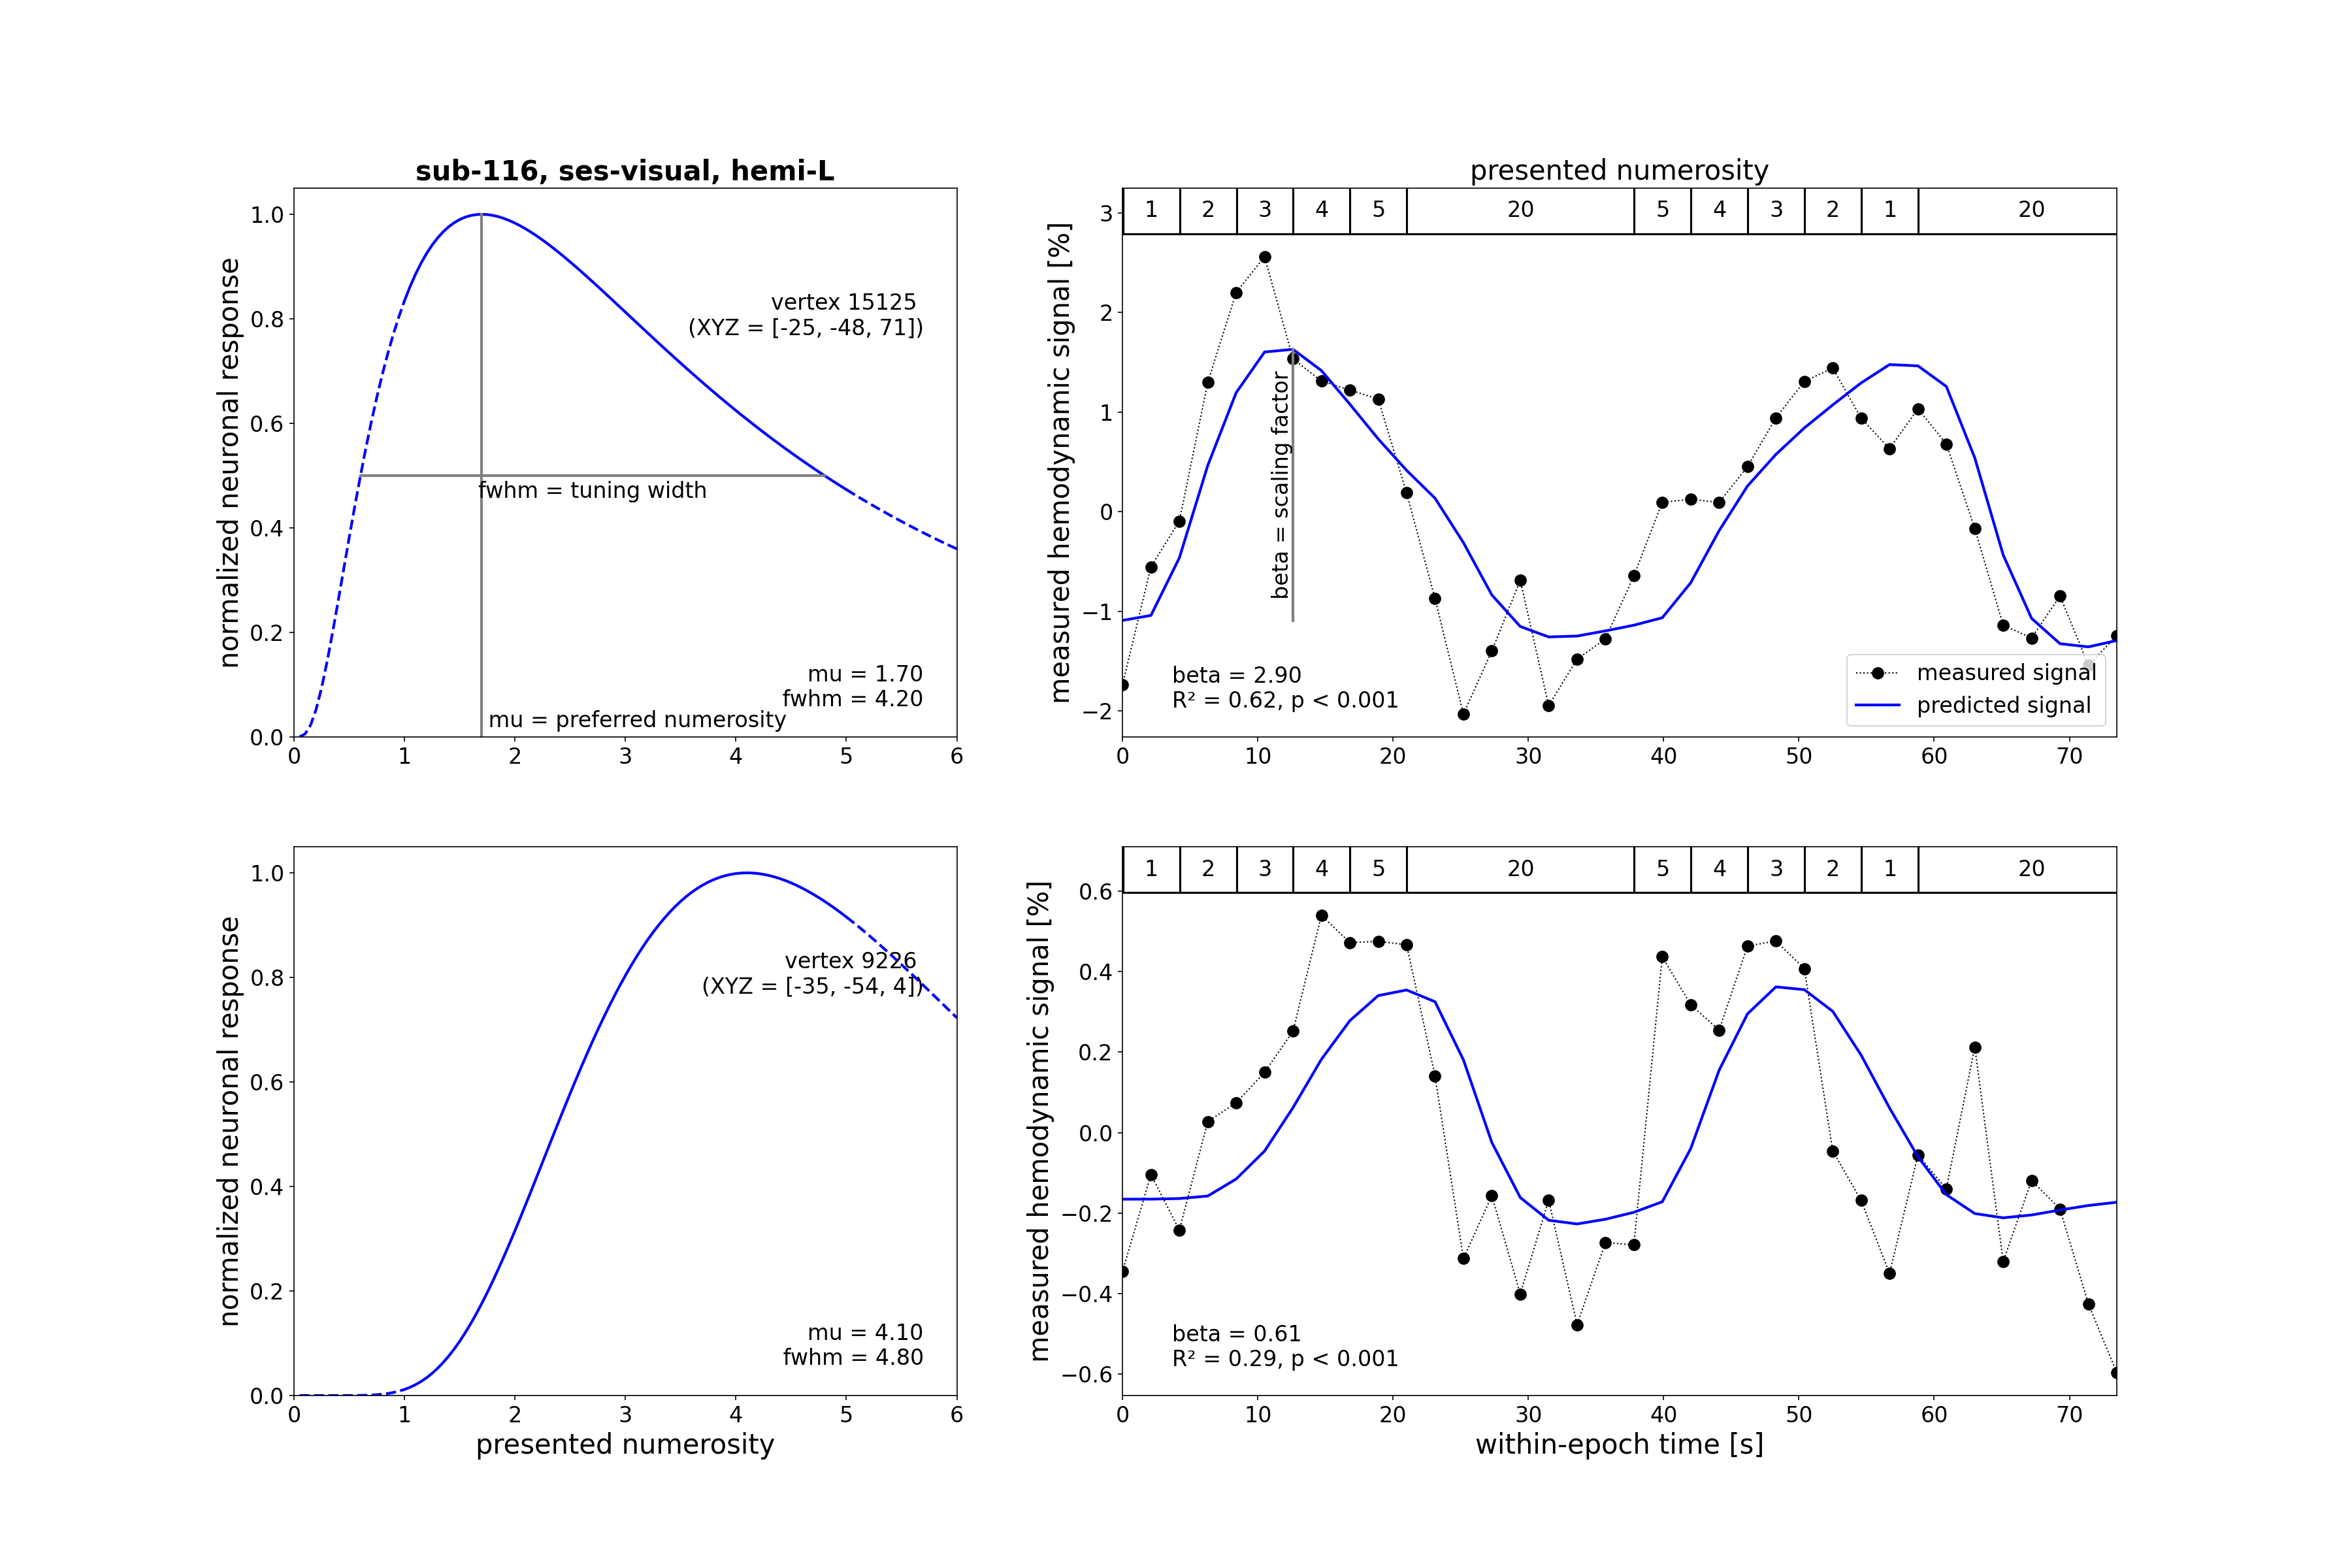 sub-116, ses-visual, hemi-L
normalized neuronal response
1.0
0.8
0.6
0.4
0.2
0.0
vertex 15125
(XYZ = [-25, -48, 71])
fwhm = tuning width
mu = 1.70
fwhm = 4.20
mu = preferred numerosity
0 1 2 3 4 5 6
presented numerosity
1 2 3 4 5 20 5 4 3 2 1 20
measured hemodynamic signal [%]
3
2
1
0
−1
−2
beta = scaling factor
beta = 2.90
R² = 0.62, p < 0.001
measured signal
predicted signal
0 10 20 30 40 50 60 70
normalized neuronal response
1.0
0.8
0.6
0.4
0.2
0.0
vertex 9226
(XYZ = [-35, -54, 4])
mu = 4.10
fwhm = 4.80
0 1 2 3 4 5 6
presented numerosity
1 2 3 4 5 20 5 4 3 2 1 20
measured hemodynamic signal [%]
0.6
0.4
0.2
0.0
−0.2
−0.4
−0.6
beta = 0.61
R² = 0.29, p < 0.001
0 10 20 30 40 50 60 70
within-epoch time [s]